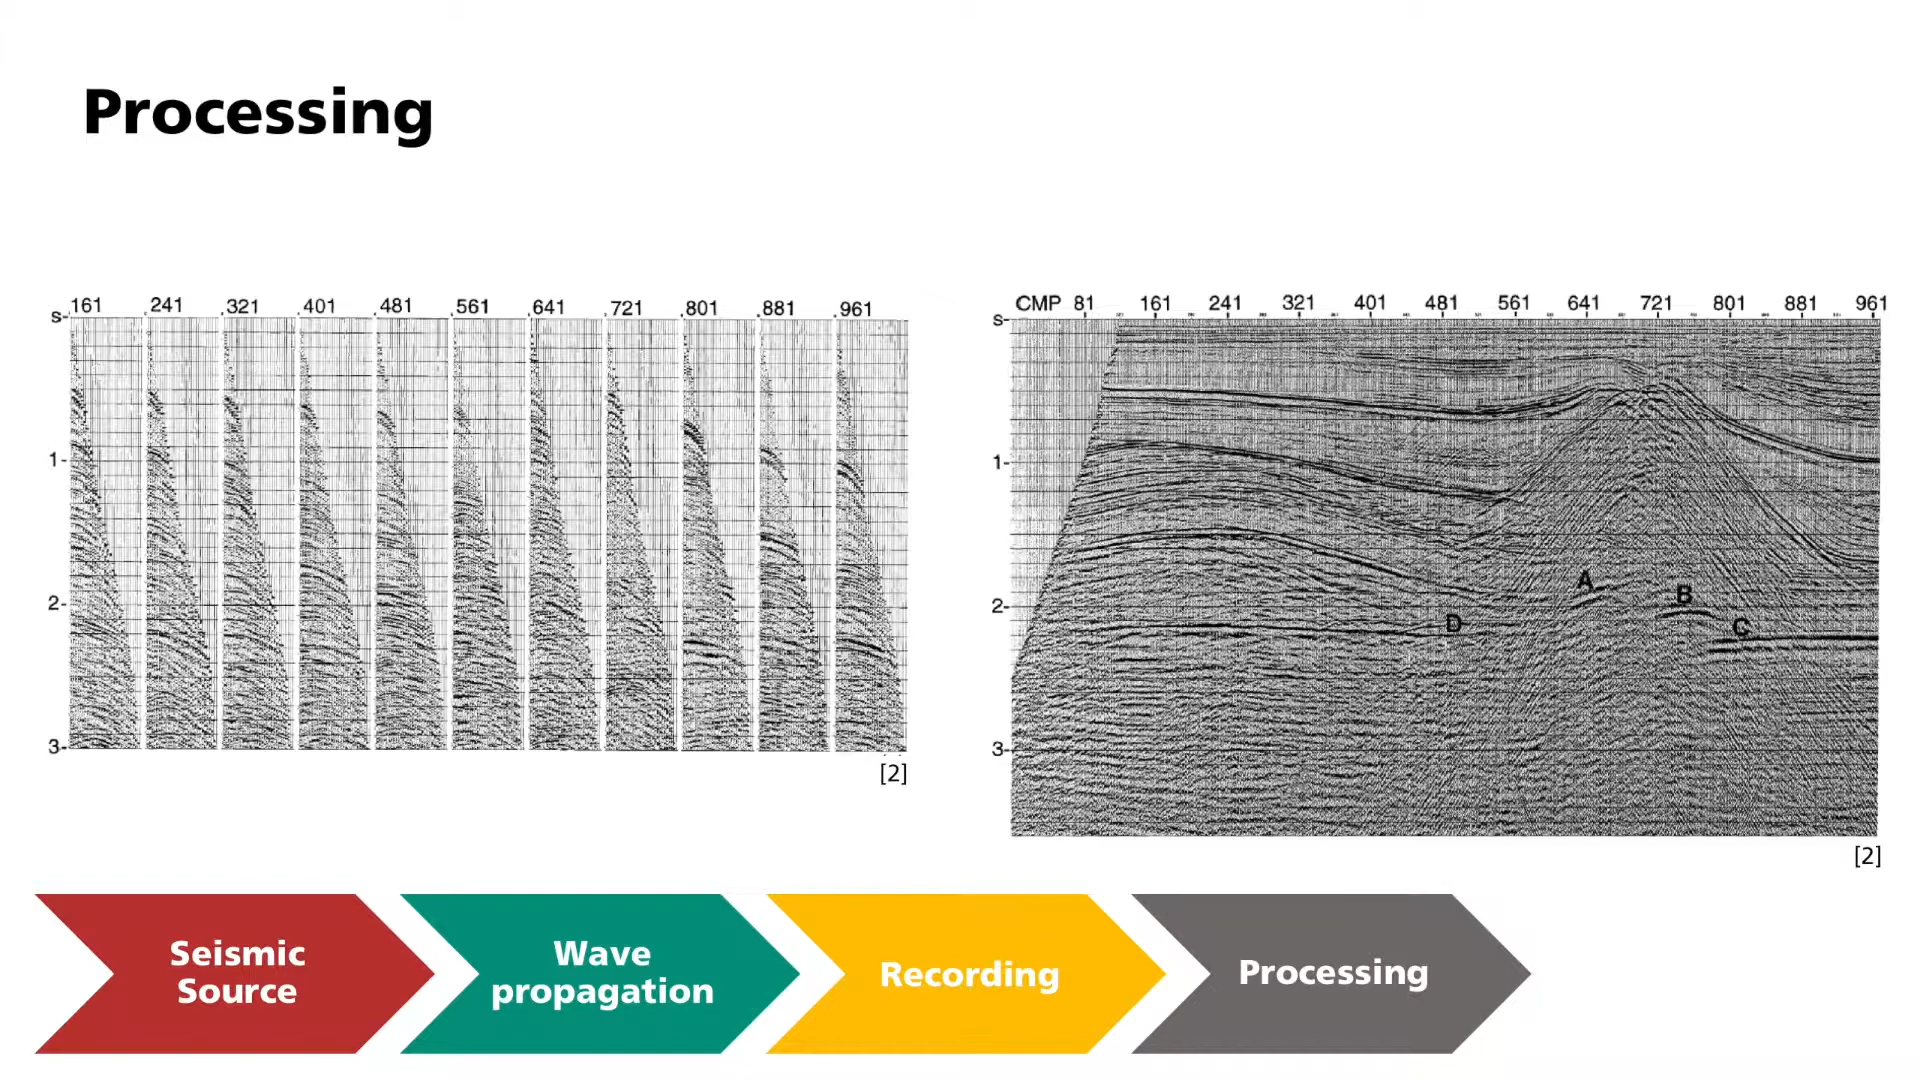 Processing
161 241 321 401 481 561 641 721 801 881 961
s-
1-
2-
3-
[2]
CMP 81 161 241 321 401 481 561 641 721 801 881 961
s-
1-
A
B
2-
D
C
3-
[2]
Seismic
Source
Wave
propagation
Recording
Processing